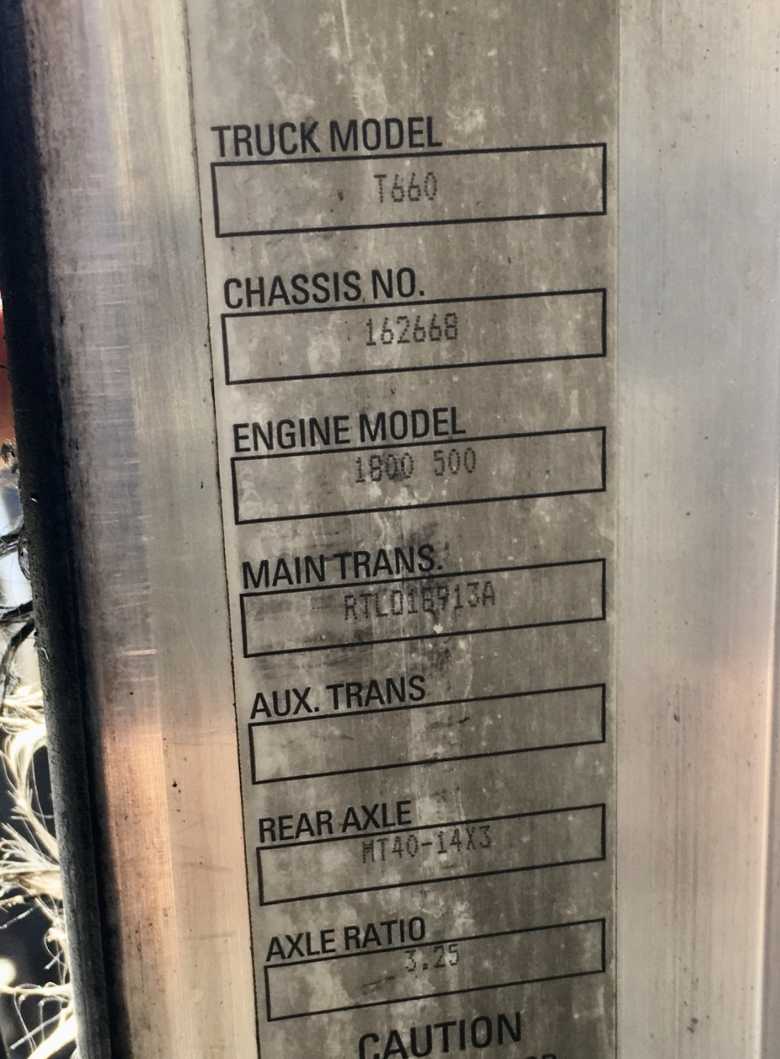 TRUCK MODEL
T660
CHASSIS NO.
162668
ENGINE MODEL
1800 500
MAIN TRANS.
RTLO18913A
AUX. TRANS
REAR AXLE
MT40-14X3
AXLE RATIO
3.25
CAUTION